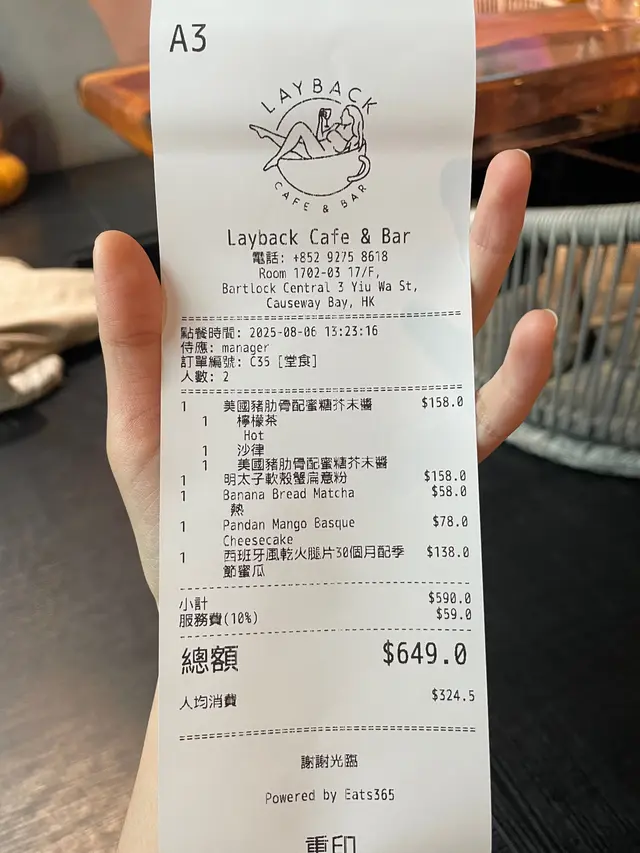 A3
LAYBACK
CAFE & BAR
Layback Cafe & Bar
電話: +852 9275 8618
Room 1702-03 17/F,
Bartlock Central 3 Yiu Wa St,
Causeway Bay, HK
點餐時間: 2025-08-06 13:23:16
侍應: manager
訂單編號: C35 [堂食]
人數: 2
1 美國豬肋骨配蜜糖芥末醬 $158.0
1 檸檬茶
Hot
1 沙律
1 美國豬肋骨配蜜糖芥末醬
1 明太子軟殼蟹扁意粉 $158.0
1 Banana Bread Matcha $58.0
熱
1 Pandan Mango Basque $78.0
Cheesecake
1 西班牙風乾火腿片30個月配季 $138.0
節蜜瓜
小計 $590.0
服務費(10%) $59.0
總額 $649.0
人均消費 $324.5
謝謝光臨
Powered by Eats365
重印